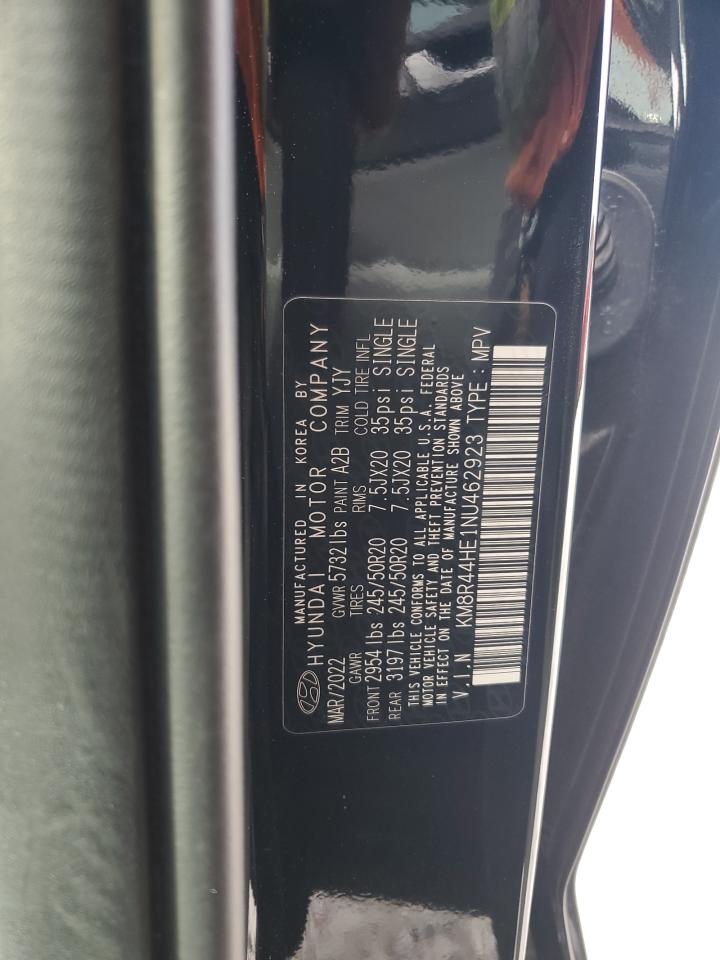 MANUFACTURED IN KOREA BY
HYUNDAI MOTOR COMPANY
MAR/2022 GVWR 5732 lbs PAINT A2B TRIM YJY
GAWR TIRES RIMS COLD TIRE INFL
FRONT 2954 lbs 245/50R20 7.5JX20 35psi SINGLE
REAR 3197 lbs 245/50R20 7.5JX20 35psi SINGLE
THIS VEHICLE CONFORMS TO ALL APPLICABLE U.S.A. FEDERAL
MOTOR VEHICLE SAFETY AND THEFT PREVENTION STANDARDS
IN EFFECT ON THE DATE OF MANUFACTURE SHOWN ABOVE
V.I.N KM8R44HE1NU462923 TYPE : MPV